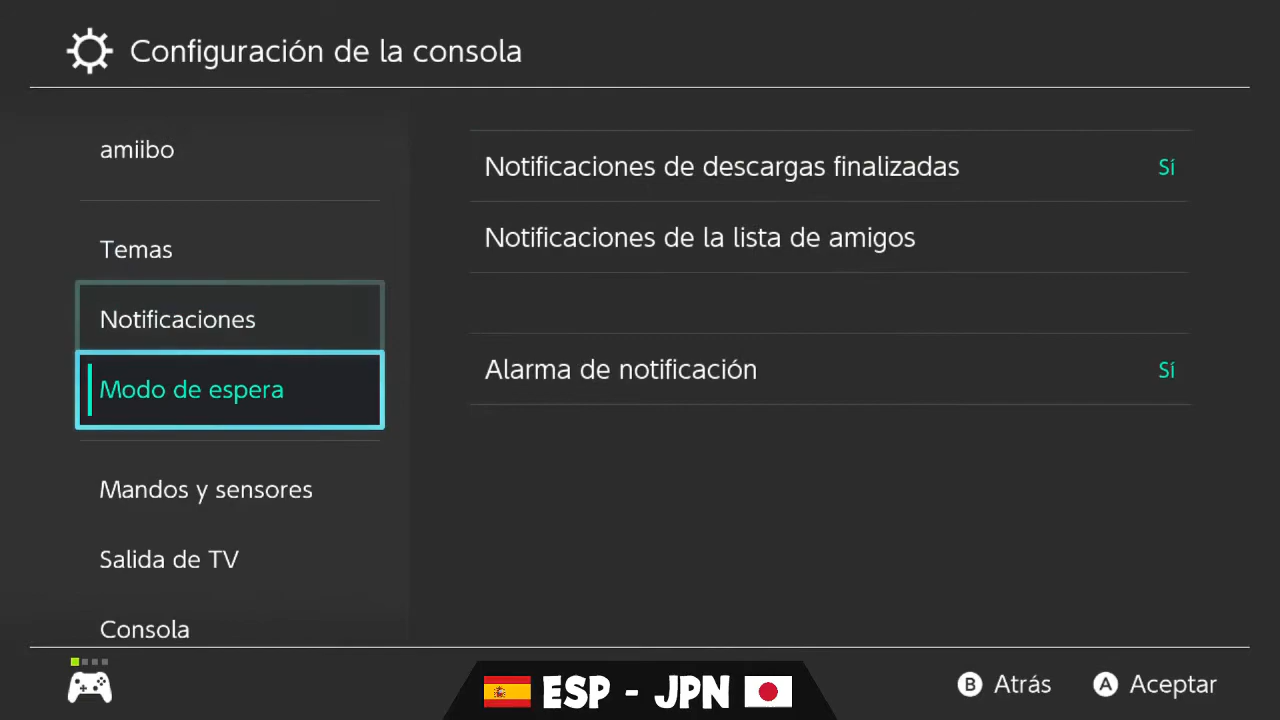 Configuración de la consola
amiibo
Temas
Notificaciones
Modo de espera
Mandos y sensores
Salida de TV
Consola
Notificaciones de descargas finalizadas Sí
Notificaciones de la lista de amigos
Alarma de notificación Sí
ESP - JPN
B Atrás A Aceptar